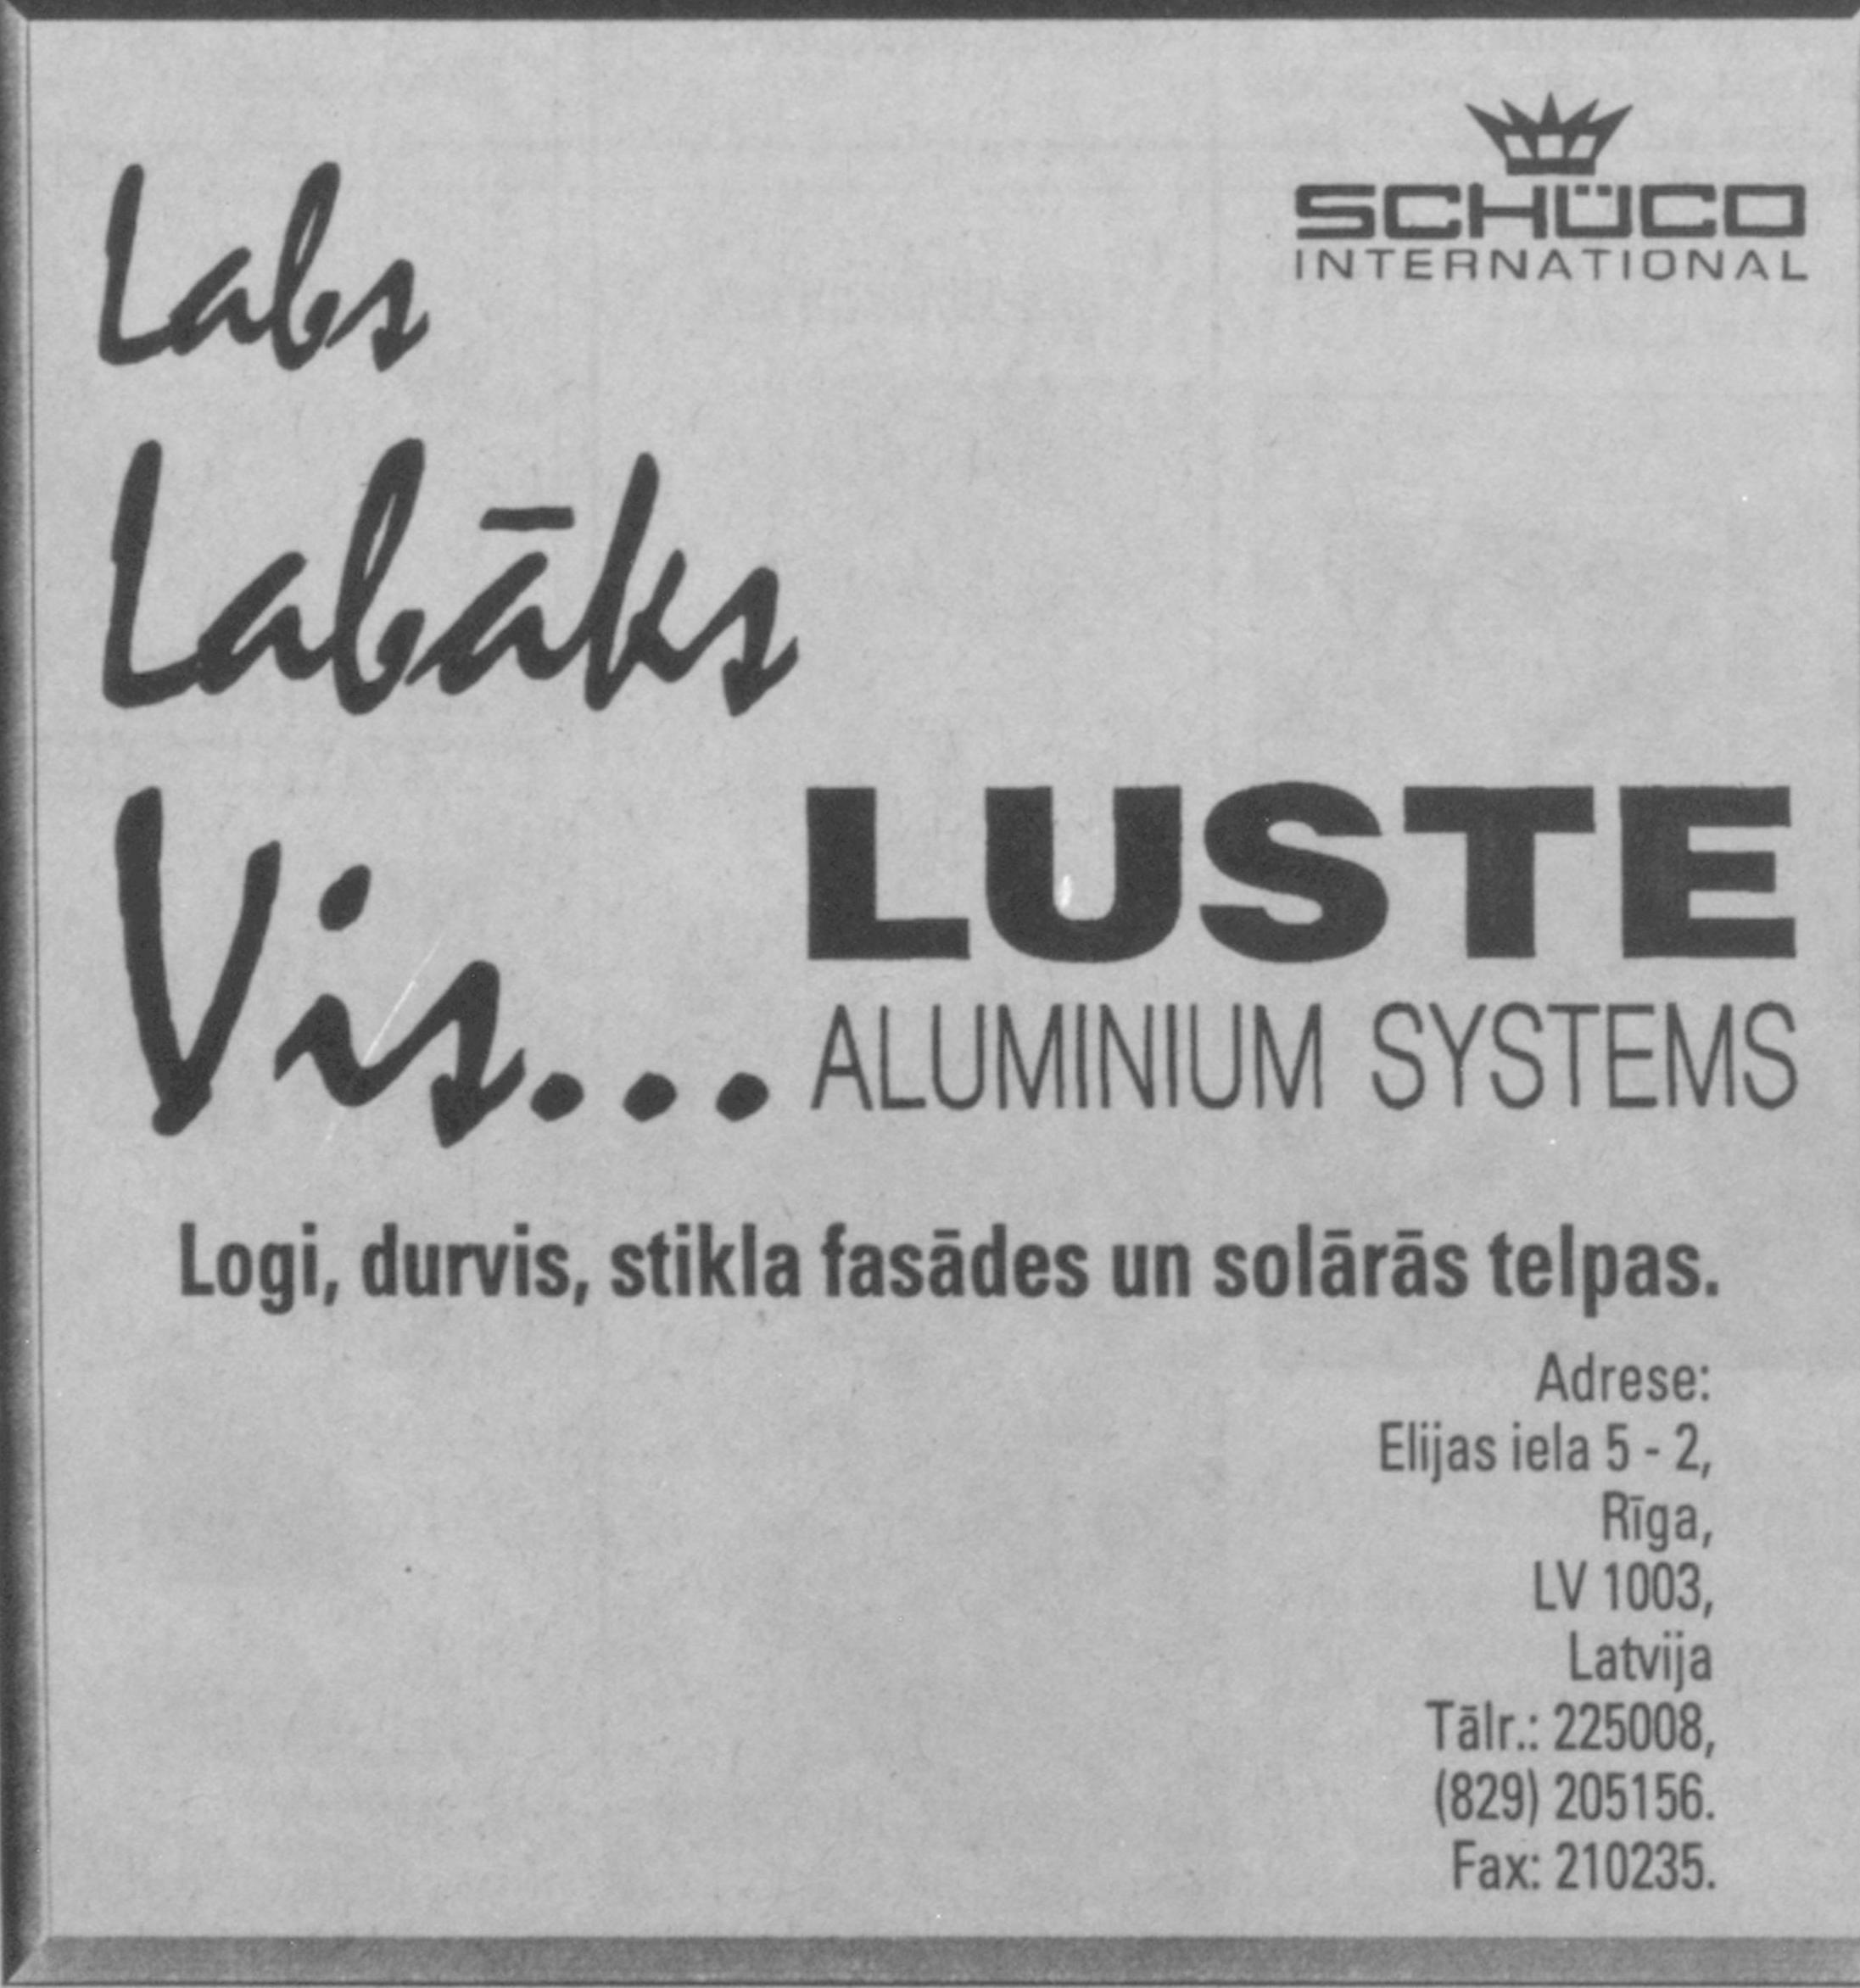 SCHÜCO
INTERNATIONAL
Labs
Labāks
Vis...
LUSTE
ALUMINIUM SYSTEMS
Logi, durvis, stikla fasādes un solārās telpas.
Adrese:
Elijas iela 5 - 2,
Rīga,
LV 1003,
Latvija
Tālr.: 225008,
(829) 205156.
Fax: 210235.